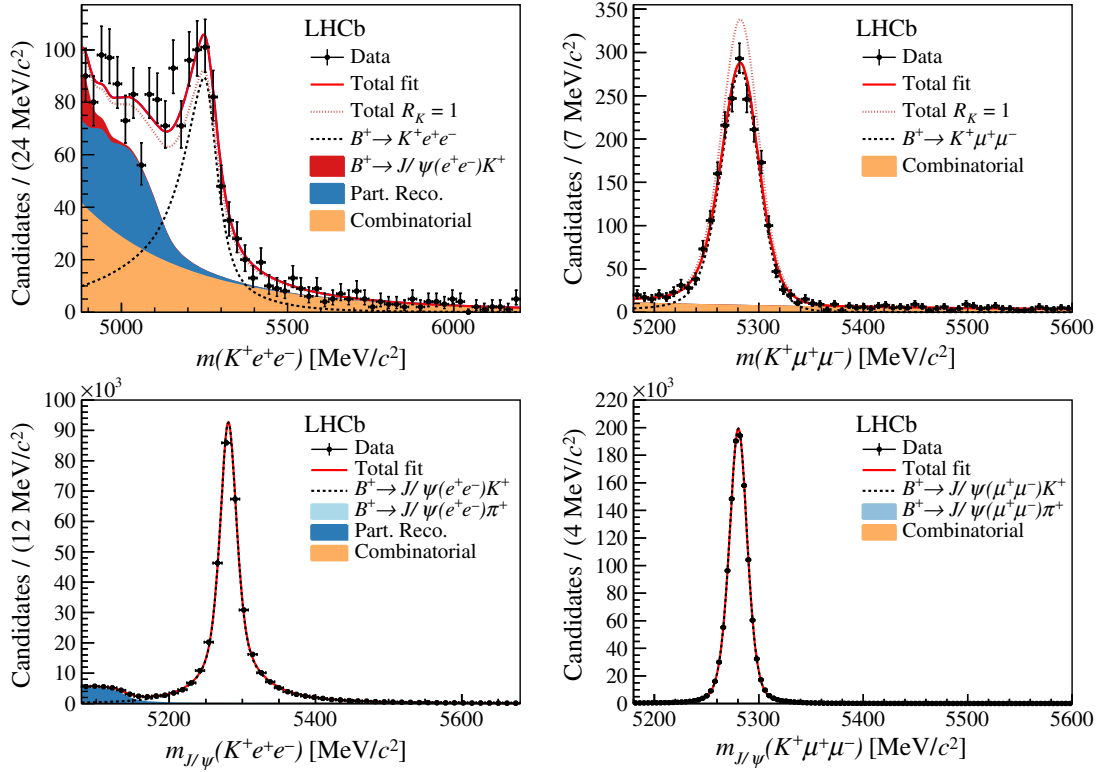 LHCb
Data
Total fit
Total R_K = 1
B⁺ → K⁺e⁺e⁻
B⁺ → J/ψ(e⁺e⁻)K⁺
Part. Reco.
Combinatorial
Candidates / (24 MeV/c²)
100
80
60
40
20
0
5000
5500
6000
m(K⁺e⁺e⁻) [MeV/c²]
LHCb
Data
Total fit
Total R_K = 1
B⁺ → K⁺μ⁺μ⁻
Combinatorial
Candidates / (7 MeV/c²)
350
300
250
200
150
100
50
0
5200
5300
5400
5500
5600
m(K⁺μ⁺μ⁻) [MeV/c²]
×10³
LHCb
Data
Total fit
B⁺ → J/ψ(e⁺e⁻)K⁺
B⁺ → J/ψ(e⁺e⁻)π⁺
Part. Reco.
Combinatorial
Candidates / (12 MeV/c²)
100
90
80
70
60
50
40
30
20
10
0
5200
5400
5600
m_J/ψ(K⁺e⁺e⁻) [MeV/c²]
×10³
LHCb
Data
Total fit
B⁺ → J/ψ(μ⁺μ⁻)K⁺
B⁺ → J/ψ(μ⁺μ⁻)π⁺
Combinatorial
Candidates / (4 MeV/c²)
220
200
180
160
140
120
100
80
60
40
20
0
5200
5300
5400
5500
5600
m_J/ψ(K⁺μ⁺μ⁻) [MeV/c²]